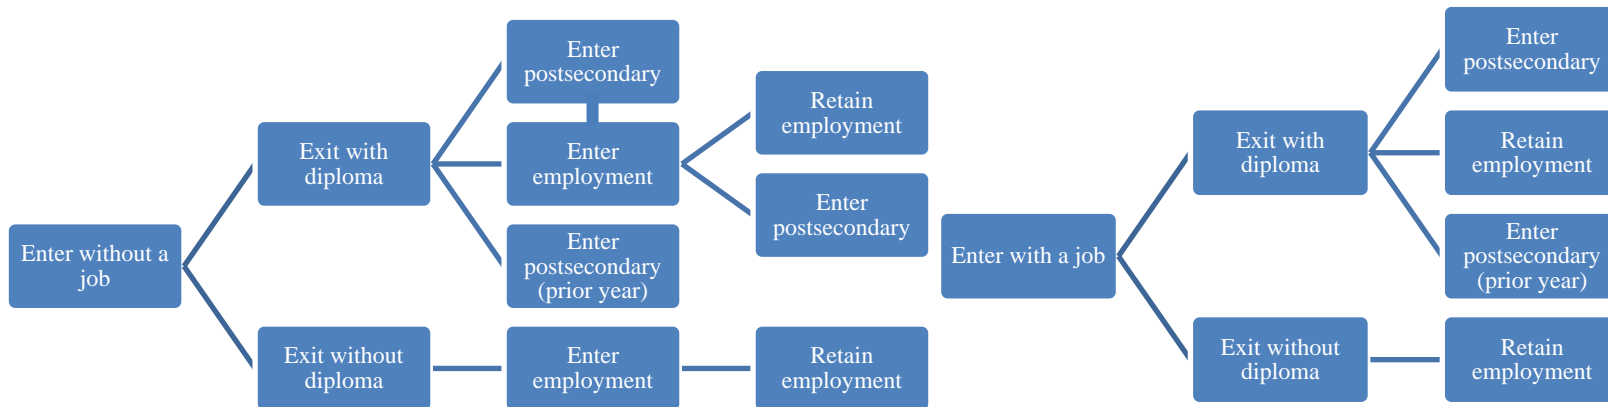 Enter without a
job
Exit with
diploma
Exit without
diploma
Enter
postsecondary
Enter
employment
Enter
postsecondary
(prior year)
Enter
employment
Retain
employment
Enter
postsecondary
Retain
employment
Enter with a job
Exit with
diploma
Exit without
diploma
Enter
postsecondary
Retain
employment
Enter
postsecondary
(prior year)
Retain
employment